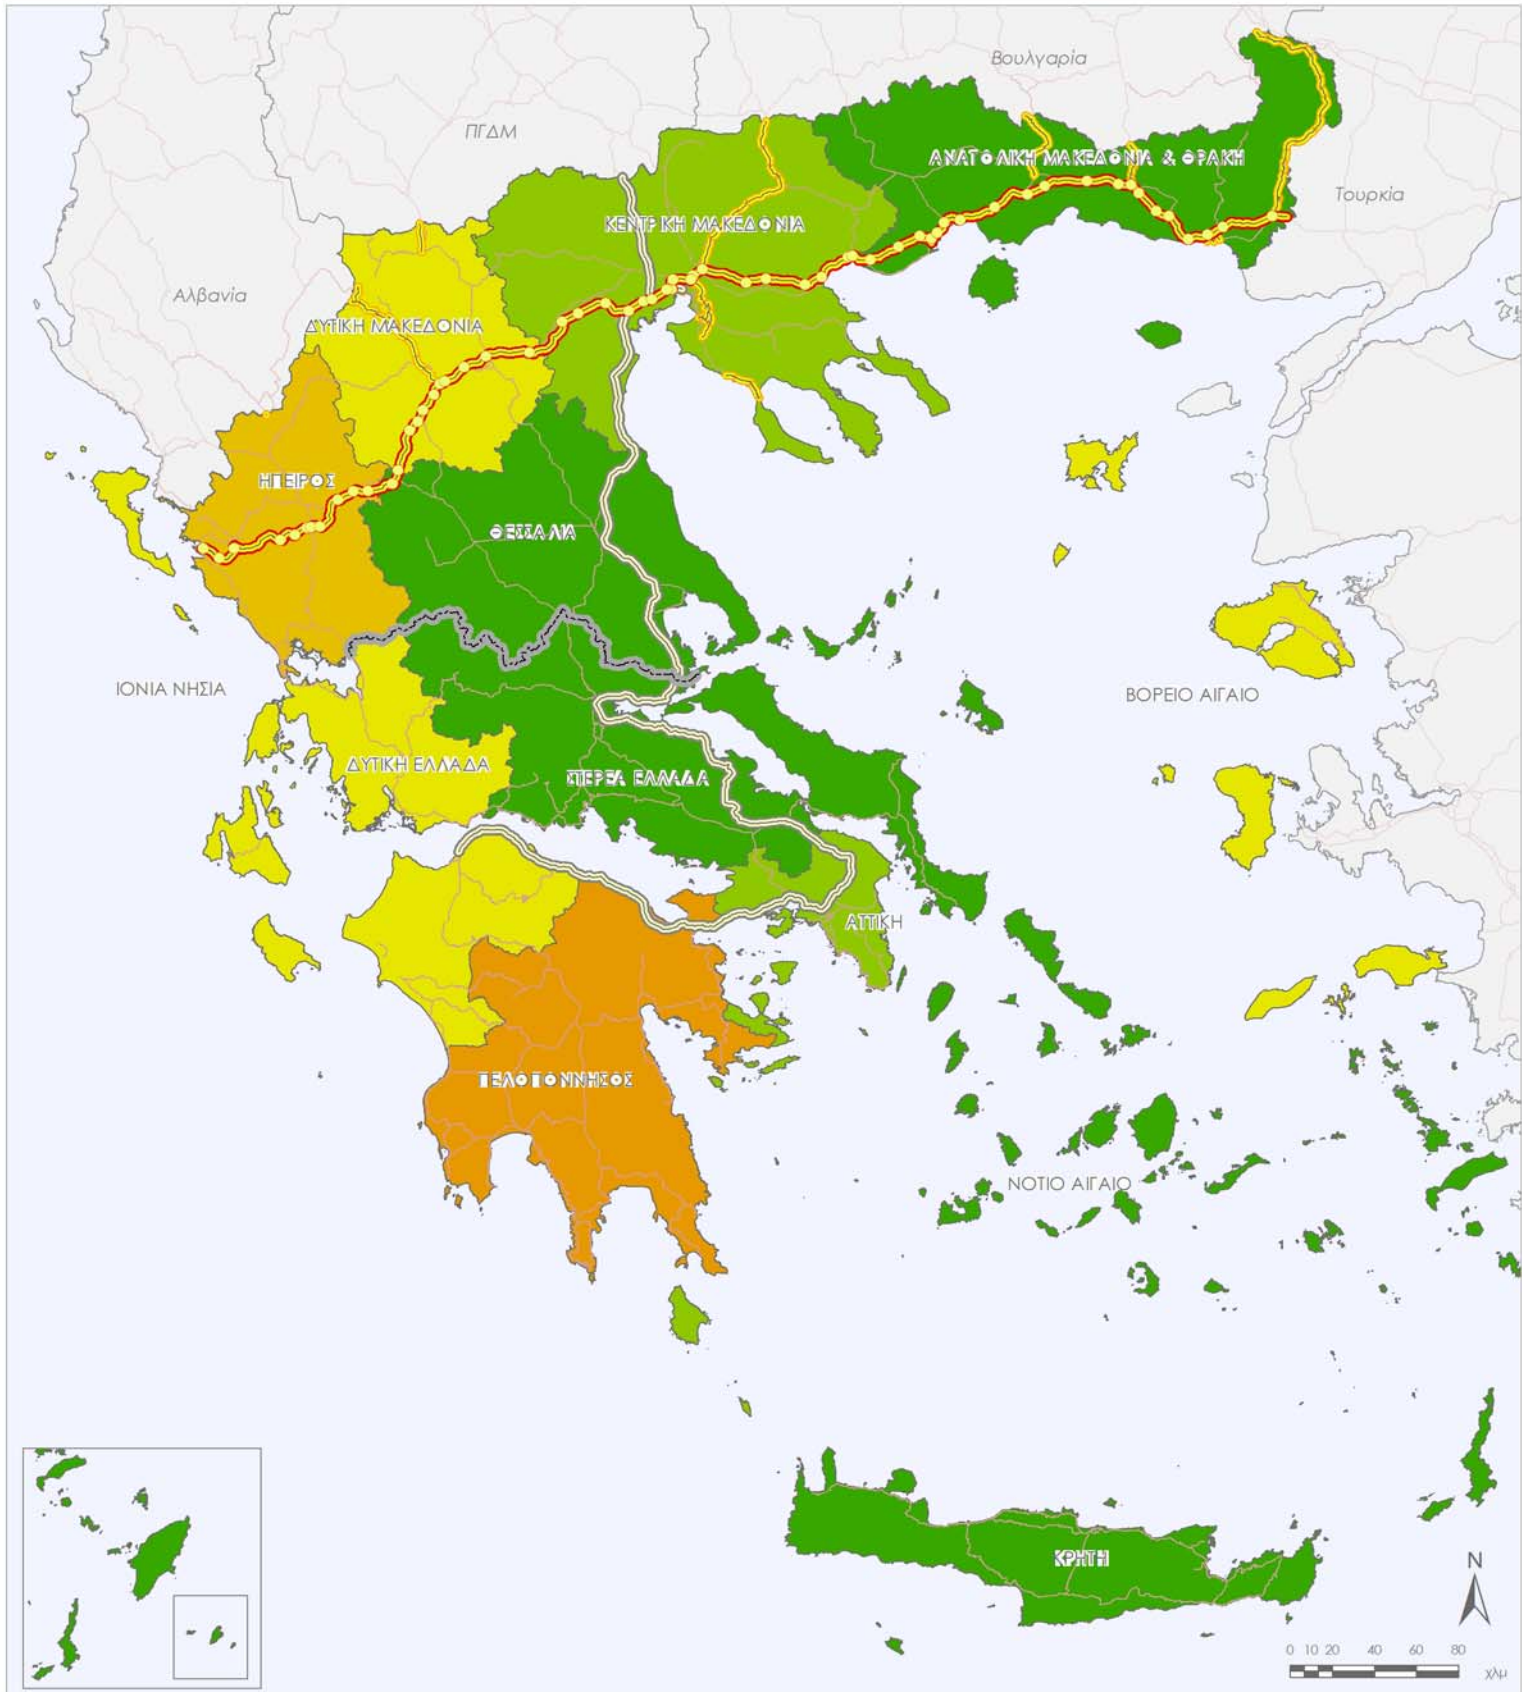 Βουλγαρία
ΠΓΔΜ
ΑΝΑΤΟΛΙΚΗ ΜΑΚΕΔΟΝΙΑ & ΘΡΑΚΗ
Τουρκία
ΚΕΝΤΡΙΚΗ ΜΑΚΕΔΟΝΙΑ
Αλβανία
ΔΥΤΙΚΗ ΜΑΚΕΔΟΝΙΑ
ΗΠΕΙΡΟΣ
ΘΕΣΣΑΛΙΑ
ΙΟΝΙΑ ΝΗΣΙΑ
ΒΟΡΕΙΟ ΑΙΓΑΙΟ
ΔΥΤΙΚΗ ΕΛΛΑΔΑ
ΣΤΕΡΕΑ ΕΛΛΑΔΑ
ΑΤΤΙΚΗ
ΠΕΛΟΠΟΝΝΗΣΟΣ
ΝΟΤΙΟ ΑΙΓΑΙΟ
ΚΡΗΤΗ
N
0 10 20 40 60 80
χλμ